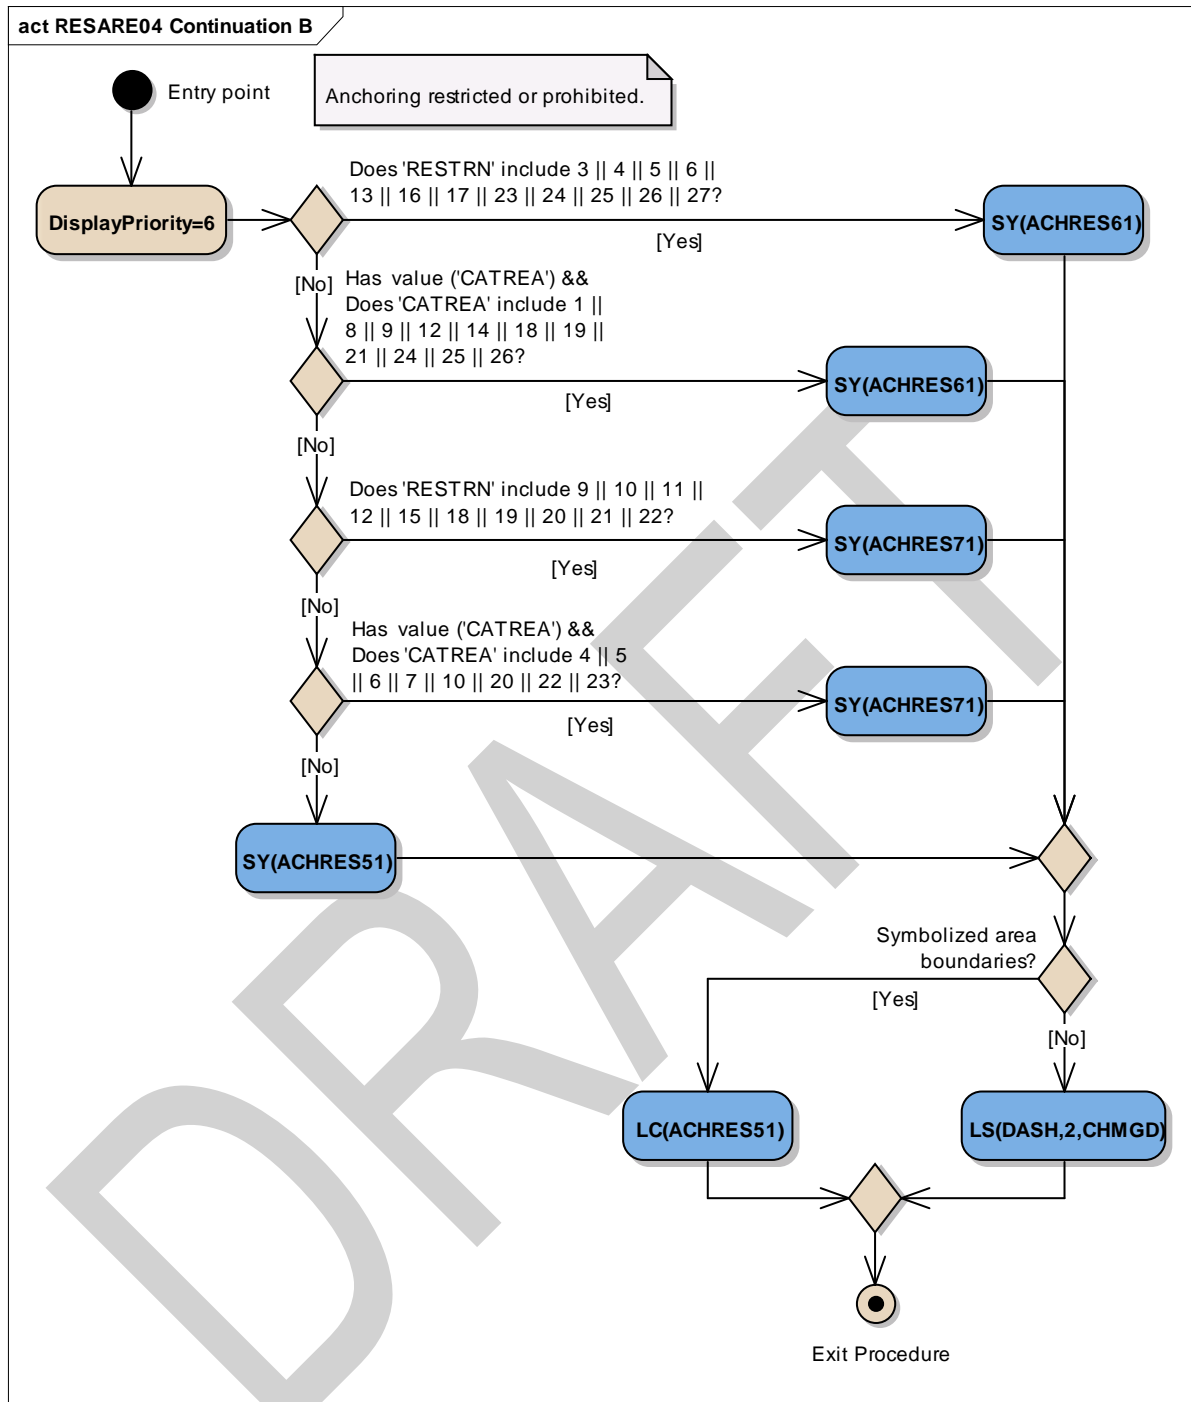 act RESARE04 Continuation B
Entry point
Anchoring restricted or prohibited.
Does 'RESTRN' include 3 || 4 || 5 || 6 ||
13 || 16 || 17 || 23 || 24 || 25 || 26 || 27?
DisplayPriority=6
SY(ACHRES61)
[Yes]
[No]
Has value ('CATREA') &&
Does 'CATREA' include 1 ||
8 || 9 || 12 || 14 || 18 || 19 ||
21 || 24 || 25 || 26?
SY(ACHRES61)
[Yes]
[No]
Does 'RESTRN' include 9 || 10 || 11 ||
12 || 15 || 18 || 19 || 20 || 21 || 22?
SY(ACHRES71)
[Yes]
[No]
Has value ('CATREA') &&
Does 'CATREA' include 4 || 5
|| 6 || 7 || 10 || 20 || 22 || 23?
SY(ACHRES71)
[Yes]
[No]
SY(ACHRES51)
Symbolized area
boundaries?
[Yes]
[No]
LC(ACHRES51)
LS(DASH,2,CHMGD)
Exit Procedure
DRAFT